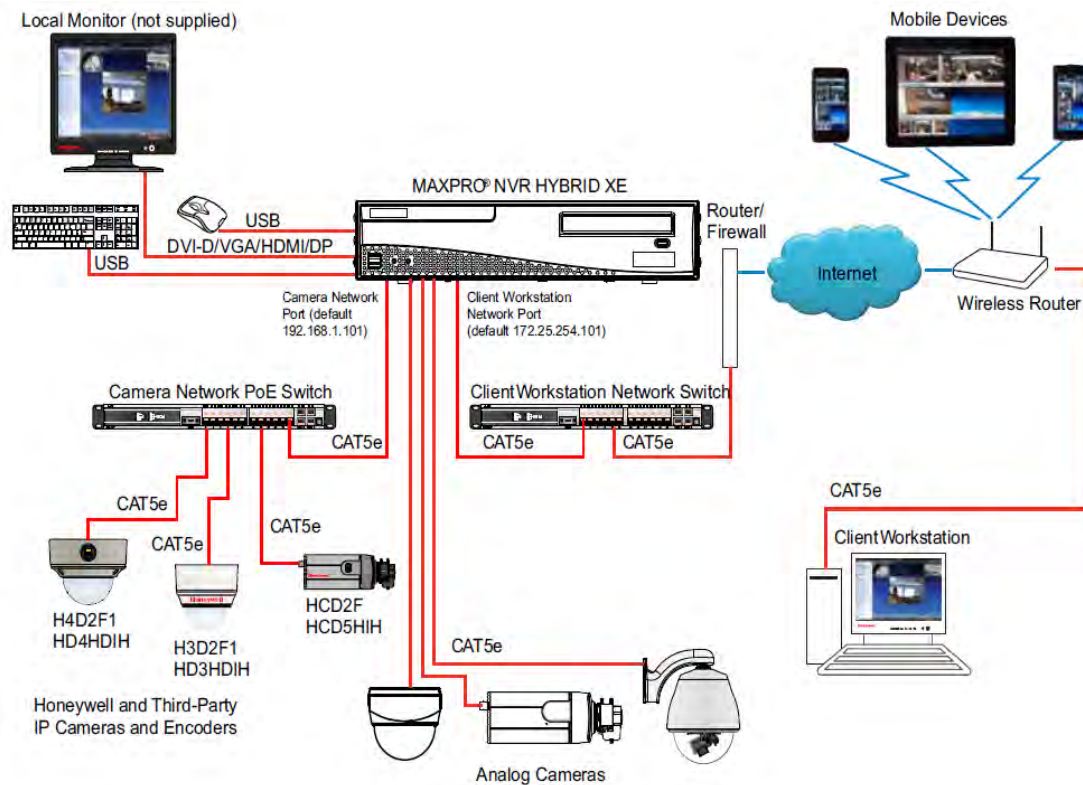 Local Monitor (not supplied)
Mobile Devices
MAXPRO® NVR HYBRID XE
USB
DVI-D/VGA/HDMI/DP
USB
Router/
Firewall
Internet
Wireless Router
Camera Network
Port (default
192.168.1.101)
Client Workstation
Network Port
(default 172.25.254.101)
Camera Network PoE Switch
Client Workstation Network Switch
CAT5e
CAT5e
CAT5e
CAT5e
CAT5e
CAT5e
CAT5e
CAT5e
Client Workstation
H4D2F1
HD4HDIH
Honeywell
H3D2F1
HD3HDIH
HCD2F
HCD5HIH
Honeywell and Third-Party
IP Cameras and Encoders
Analog Cameras